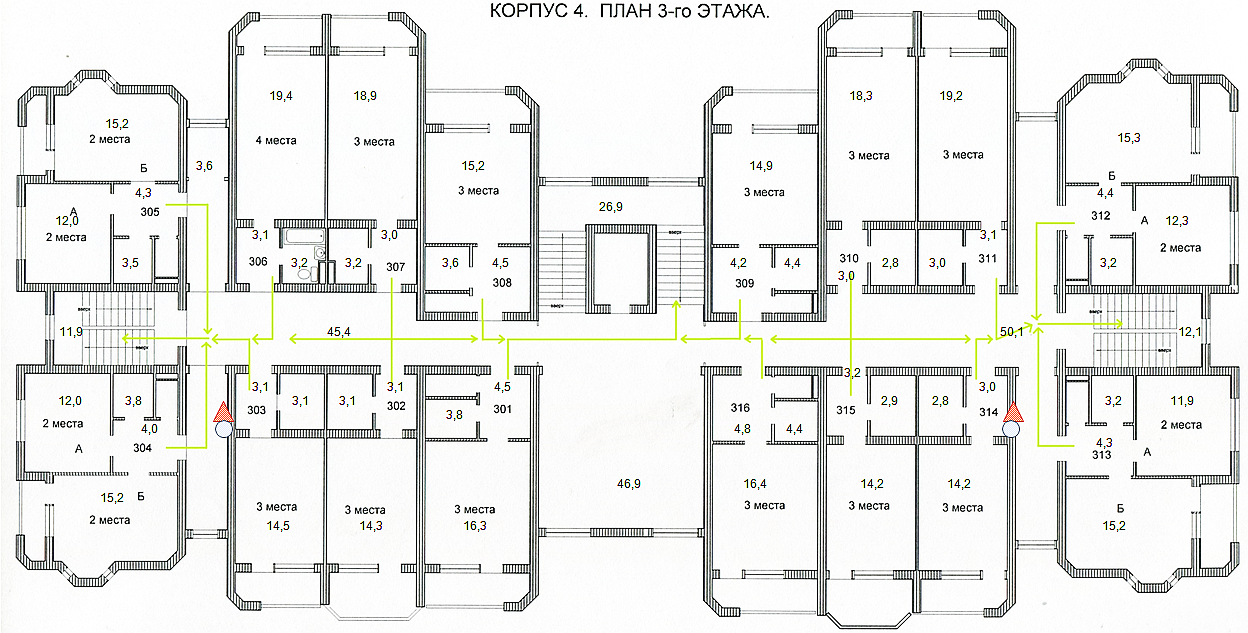 КОРПУС 4. ПЛАН 3-го ЭТАЖА.
15,2
2 места
Б
3,6
19,4
4 места
18,9
3 места
15,2
3 места
26,9
14,9
3 места
18,3
3 места
19,2
3 места
15,3
Б
А
12,0
2 места
4,3
305
3,5
3,1
306
3,2
3,2
3,0
307
3,6
4,5
308
вверх
вверх
4,2
309
4,4
310
3,0
2,8
3,0
3,1
311
4,4
312
3,2
А
12,3
2 места
11,9
вверх
вверх
45,4
50,1
вверх
вверх
12,1
12,0
2 места
А
3,8
4,0
304
3,1
303
3,1
3,1
3,1
302
4,5
301
3,8
316
4,8
4,4
3,2
315
2,9
2,8
3,0
314
3,2
4,3
313
А
11,9
2 места
15,2
Б
2 места
3 места
14,5
3 места
14,3
3 места
16,3
46,9
16,4
3 места
14,2
3 места
14,2
3 места
Б
15,2